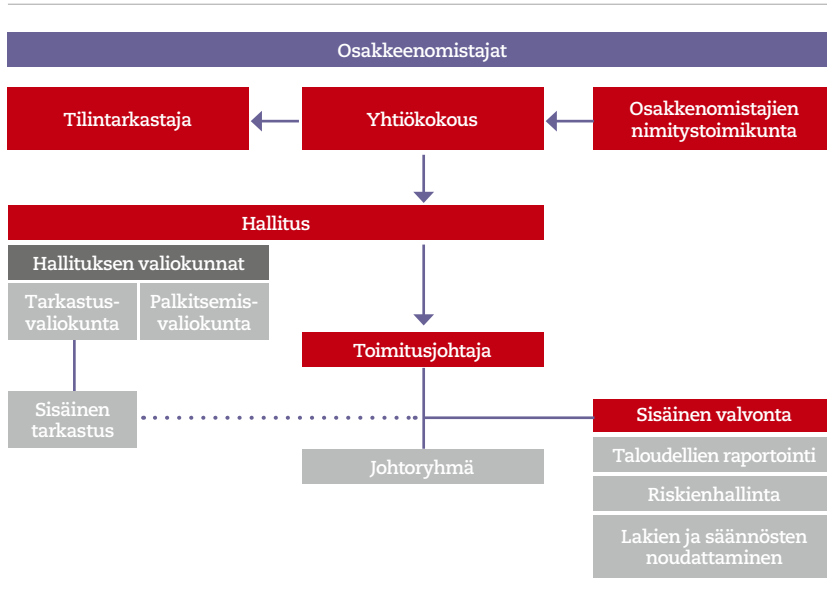 Osakkeenomistajat
Tilintarkastaja
Yhtiökokous
Osakkenomistajien
nimitystoimikunta
Hallitus
Hallituksen valiokunnat
Tarkastus-
valiokunta
Palkitsemis-
valiokunta
Toimitusjohtaja
Sisäinen
tarkastus
Sisäinen valvonta
Johtoryhmä
Taloudellien raportointi
Riskienhallinta
Lakien ja säännösten
noudattaminen